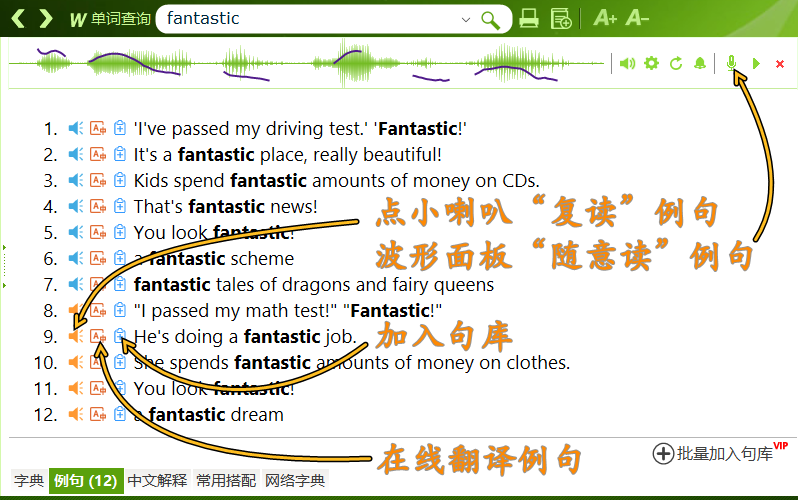 W 单词查询 fantastic A+ A-
1. 'I've passed my driving test.' 'Fantastic!'
2. It's a fantastic place, really beautiful!
3. Kids spend fantastic amounts of money on CDs.
4. That's fantastic news!
点小喇叭“复读”例句
5. You look fantastic!
波形面板“随意读”例句
6. a fantastic scheme
7. fantastic tales of dragons and fairy queens
8. "I passed my math test!" "Fantastic!"
9. He's doing a fantastic job.
加入句库
10. She spends fantastic amounts of money on clothes.
11. You look fantastic!
12. a fantastic dream
在线翻译例句
批量加入句库 VIP
字典 例句 (12) 中文解释 常用搭配 网络字典